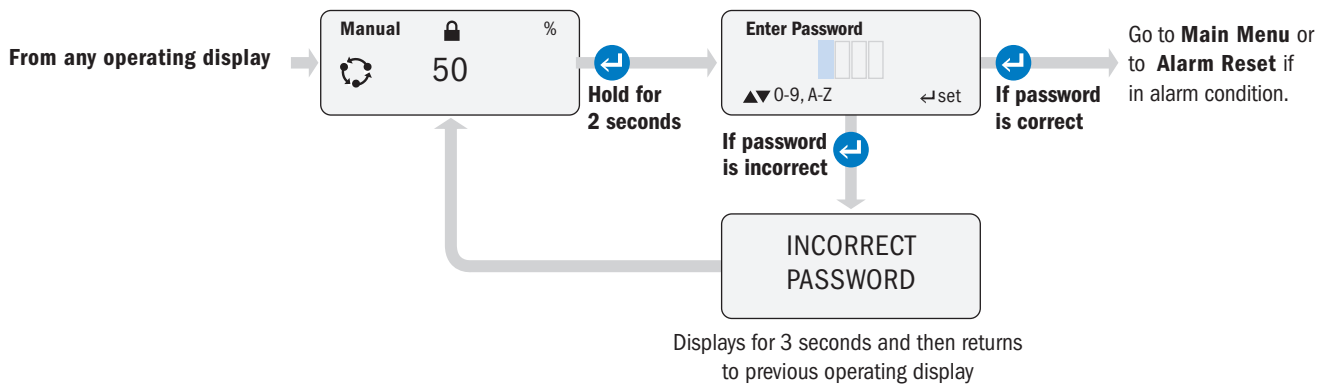 From any operating display
Manual %
50
Hold for
2 seconds
Enter Password
▲▼ 0-9, A-Z ↵ set
If password
is correct
Go to Main Menu or
to Alarm Reset if
in alarm condition.
If password
is incorrect
INCORRECT
PASSWORD
Displays for 3 seconds and then returns
to previous operating display